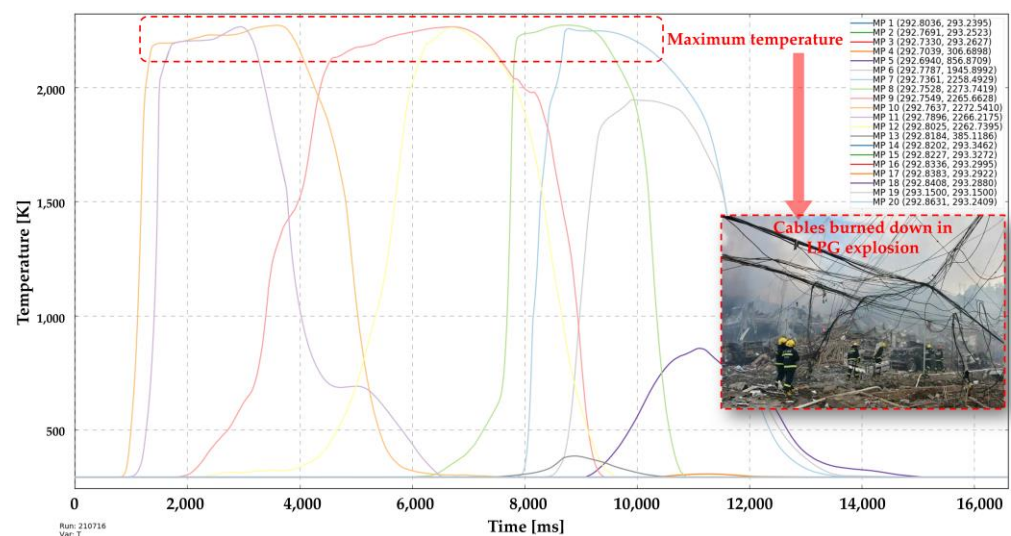 Maximum temperature
MP 1 (292.8036, 293.2395)
MP 2 (292.7691, 293.2523)
MP 3 (292.7330, 293.2627)
MP 4 (292.7039, 306.6898)
MP 5 (292.6940, 856.8709)
MP 6 (292.7787, 1945.8992)
MP 7 (292.7361, 2258.4929)
MP 8 (292.7528, 2273.7419)
MP 9 (292.7549, 2265.6628)
MP 10 (292.7637, 2272.5410)
MP 11 (292.7896, 2266.2175)
MP 12 (292.8025, 2262.7395)
MP 13 (292.8184, 385.1186)
MP 14 (292.8202, 293.3462)
MP 15 (292.8227, 293.3272)
MP 16 (292.8336, 293.2995)
MP 17 (292.8383, 293.2922)
MP 18 (292.8408, 293.2880)
MP 19 (293.1500, 293.1500)
MP 20 (292.8631, 293.2409)
Cables burned down in
LPG explosion
Temperature [K]
2,000
1,500
1,000
500
0
2,000
4,000
6,000
8,000
10,000
12,000
14,000
16,000
Time [ms]
Run: 210716
Var: T